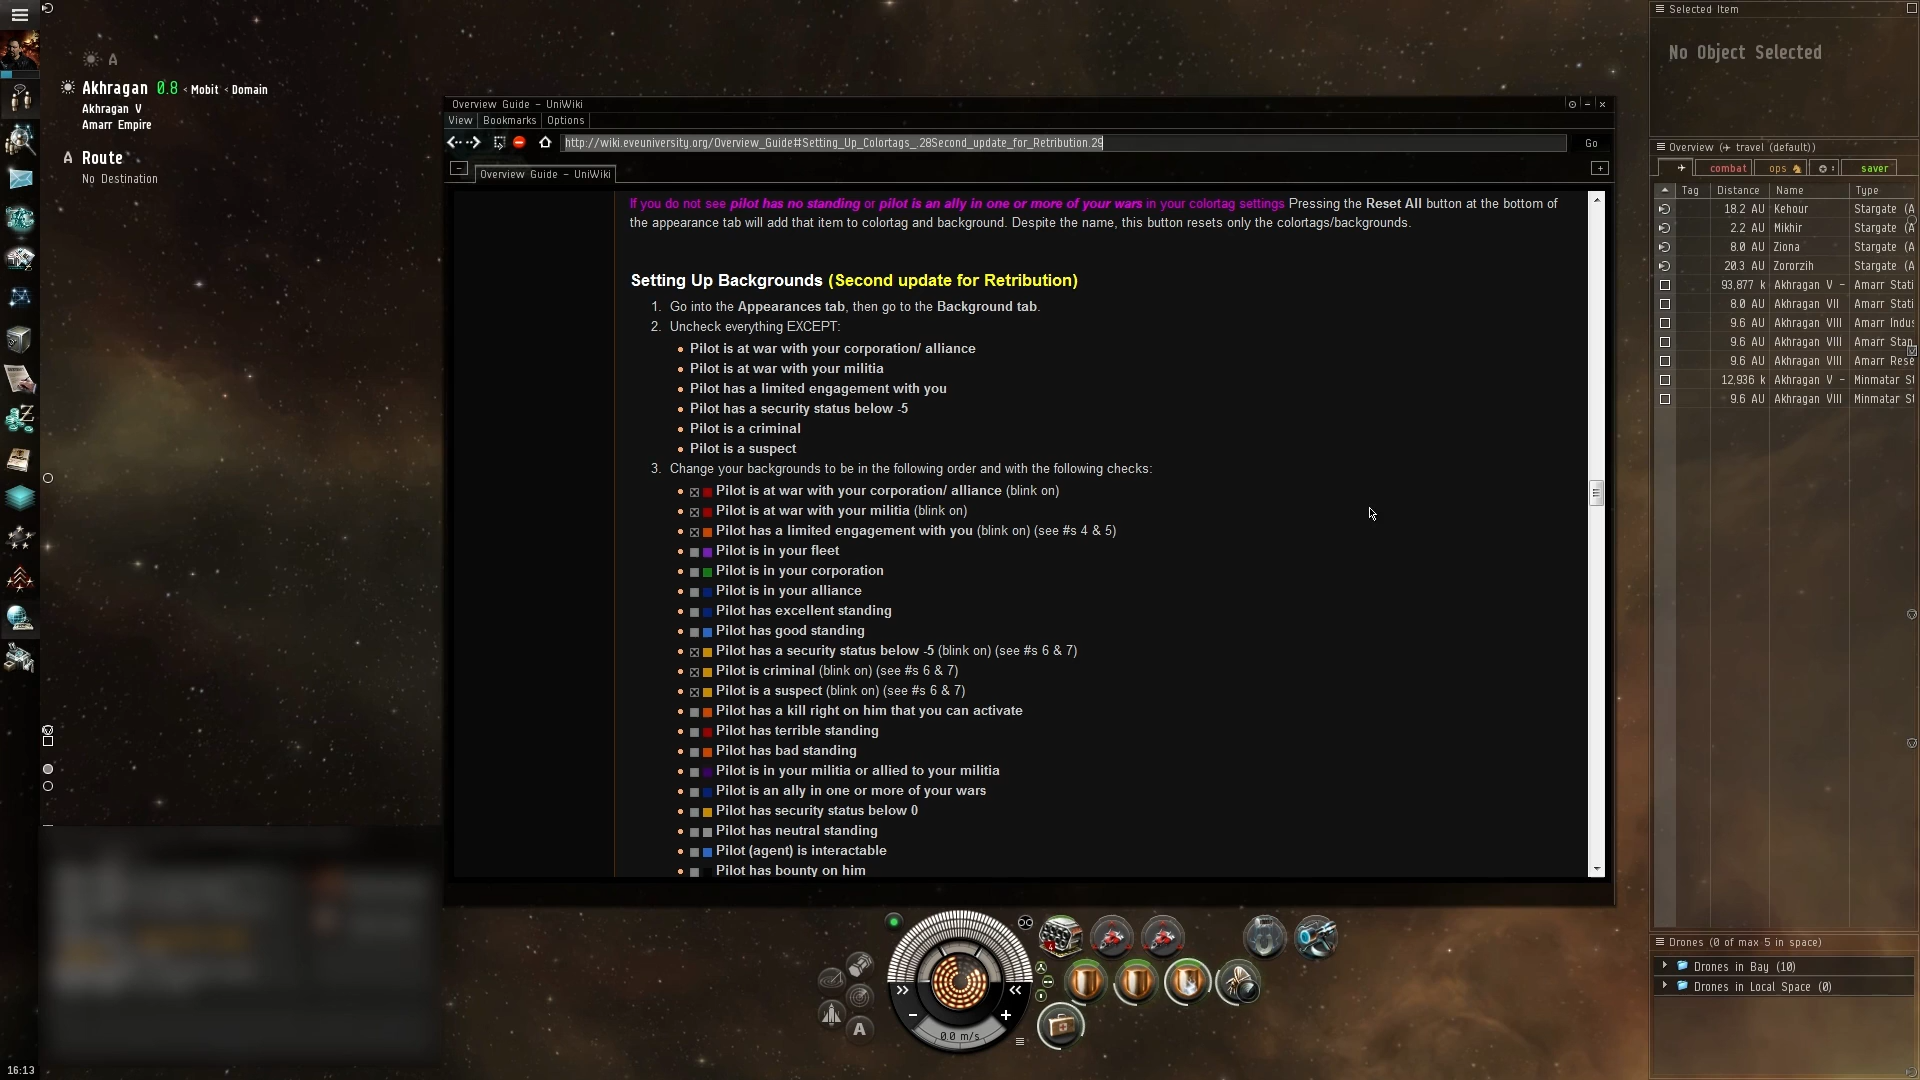 A
Akhragan 0.8 < Mobit < Domain
Akhragan V
Amarr Empire
A Route
No Destination
16:13
Overview Guide - UniWiki
View Bookmarks Options
http://wiki.eveuniversity.org/Overview_Guide#Setting_Up_Colortags_.28Second_update_for_Retribution.29
Go
Overview Guide - UniWiki
If you do not see pilot has no standing or pilot is an ally in one or more of your wars in your colortag settings Pressing the Reset All button at the bottom of
the appearance tab will add that item to colortag and background. Despite the name, this button resets only the colortags/backgrounds.
Setting Up Backgrounds (Second update for Retribution)
1. Go into the Appearances tab, then go to the Background tab.
2. Uncheck everything EXCEPT:
Pilot is at war with your corporation/ alliance
Pilot is at war with your militia
Pilot has a limited engagement with you
Pilot has a security status below -5
Pilot is a criminal
Pilot is a suspect
3. Change your backgrounds to be in the following order and with the following checks:
Pilot is at war with your corporation/ alliance (blink on)
Pilot is at war with your militia (blink on)
Pilot has a limited engagement with you (blink on) (see #s 4 & 5)
Pilot is in your fleet
Pilot is in your corporation
Pilot is in your alliance
Pilot has excellent standing
Pilot has good standing
Pilot has a security status below -5 (blink on) (see #s 6 & 7)
Pilot is criminal (blink on) (see #s 6 & 7)
Pilot is a suspect (blink on) (see #s 6 & 7)
Pilot has a kill right on him that you can activate
Pilot has terrible standing
Pilot has bad standing
Pilot is in your militia or allied to your militia
Pilot is an ally in one or more of your wars
Pilot has security status below 0
Pilot has neutral standing
Pilot (agent) is interactable
Pilot has bounty on him
A
0.0 m/s
Selected Item
No Object Selected
Overview (✈ travel (default))
combat ops saver
Tag Distance Name Type
18.2 AU Kehour Stargate (A
2.2 AU Mikhir Stargate (A
8.0 AU Ziona Stargate (A
20.3 AU Zororzih Stargate (A
93,877 k Akhragan V - Amarr Stati
8.0 AU Akhragan VII Amarr Stati
9.6 AU Akhragan VIII Amarr Indus
9.6 AU Akhragan VIII Amarr Stan
9.6 AU Akhragan VIII Amarr Rese
12,936 k Akhragan V - Minmatar St
9.6 AU Akhragan VIII Minmatar St
Drones (0 of max 5 in space)
Drones in Bay (10)
Drones in Local Space (0)